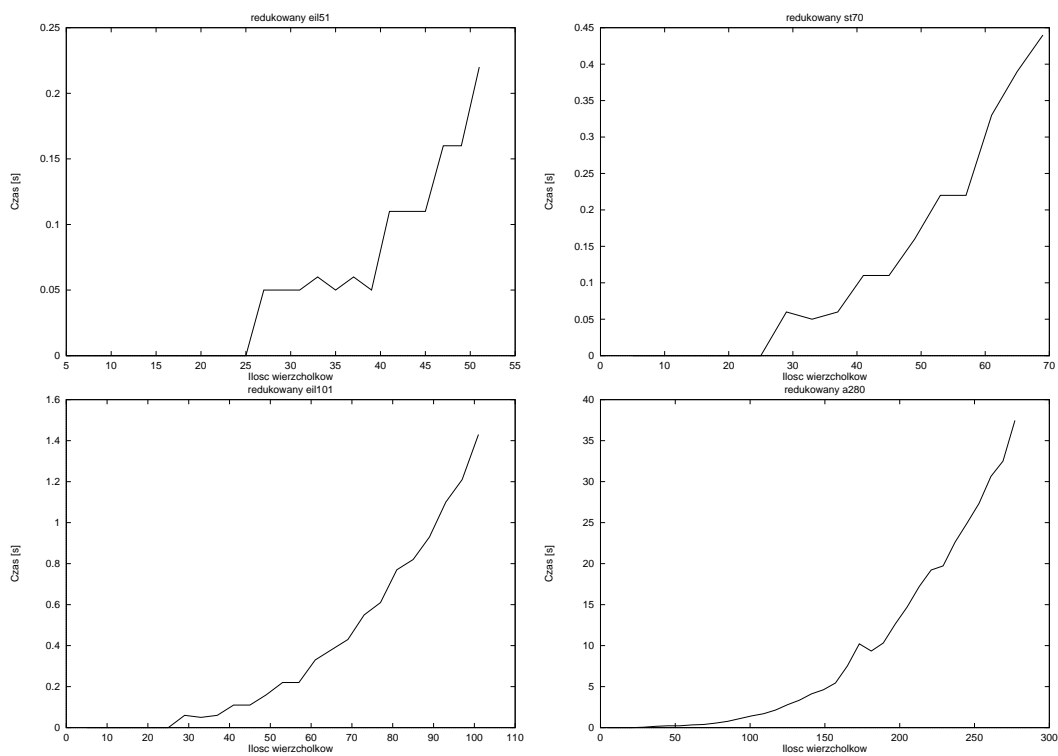 redukowany eil51
0.25
0.2
0.15
0.1
0.05
0
Czas [s]
5 10 15 20 25 30 35 40 45 50 55
Ilosc wierzcholkow
redukowany st70
0.45
0.4
0.35
0.3
0.25
0.2
0.15
0.1
0.05
0
Czas [s]
0 10 20 30 40 50 60 70
Ilosc wierzcholkow
redukowany eil101
1.6
1.4
1.2
1
0.8
0.6
0.4
0.2
0
Czas [s]
0 10 20 30 40 50 60 70 80 90 100 110
Ilosc wierzcholkow
redukowany a280
40
35
30
25
20
15
10
5
0
Czas [s]
0 50 100 150 200 250 300
Ilosc wierzcholkow